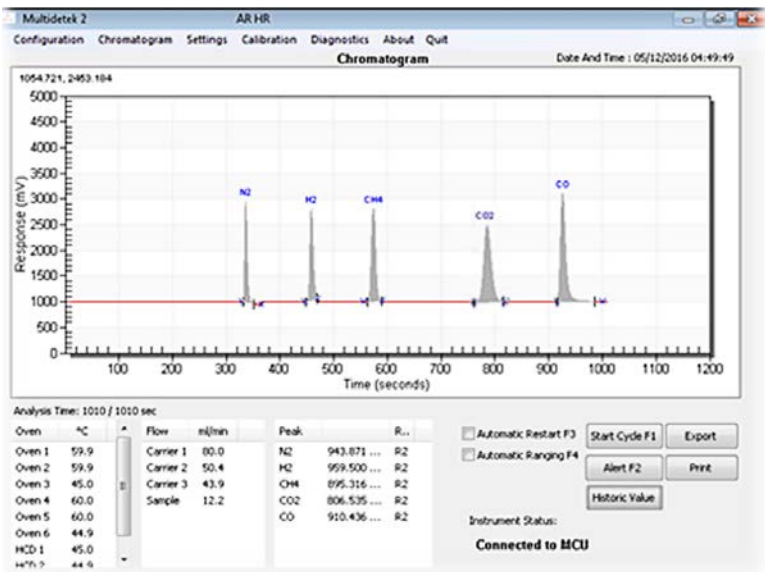 Multidetek 2 AR HR
Configuration Chromatogram Settings Calibration Diagnostics About Quit
Chromatogram Date And Time : 05/12/2016 04:49:49
1054.721, 2453.184
5000
4500
4000
3500
3000
2500
2000
1500
1000
500
0
Response (mV)
N2 H2 CH4 CO2 CO
100 200 300 400 500 600 700 800 900 1000 1100 1200
Time (seconds)
Analysis Time: 1010 / 1010 sec
Oven °C
Oven 1 59.9
Oven 2 59.9
Oven 3 45.0
Oven 4 60.0
Oven 5 60.0
Oven 6 44.9
HCD 1 45.0
Flow ml/min
Carrier 1 80.0
Carrier 2 50.4
Carrier 3 43.9
Sample 12.2
Peak R...
N2 943.871 ... R2
H2 959.500 ... R2
CH4 895.316 ... R2
CO2 806.535 ... R2
CO 910.436 ... R2
Automatic Restart F3
Automatic Ranging F4
Start Cycle F1 Export
Alert F2 Print
Historic Value
Instrument Status:
Connected to MCU